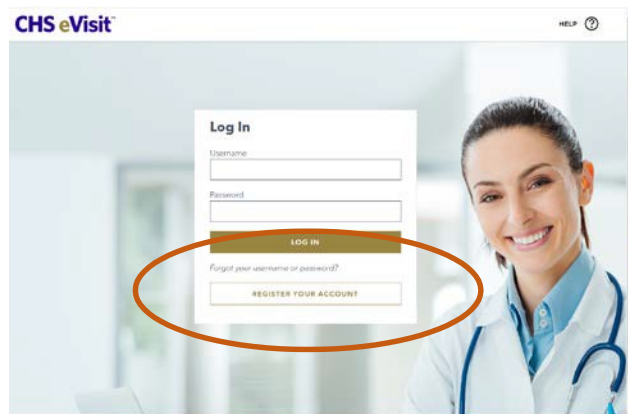 CHS eVisit™
HELP ?
Log In
Username
Password
LOG IN
Forgot your username or password?
REGISTER YOUR ACCOUNT